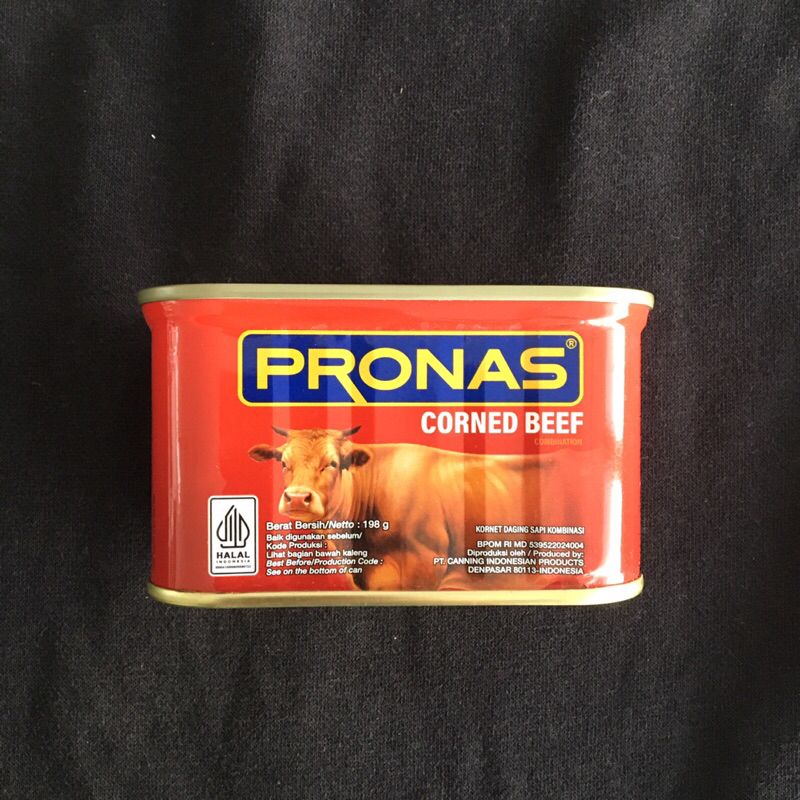 PRONAS®
CORNED BEEF
COMBINATION
HALAL
INDONESIA
Berat Bersih/Netto : 198 g
Baik digunakan sebelum/
Kode Produksi :
Lihat bagian bawah kaleng
Best Before/Production Code :
See on the bottom of can
KORNET DAGING SAPI KOMBINASI
BPOM RI MD 539522024004
Diproduksi oleh / Produced by:
PT. CANNING INDONESIAN PRODUCTS
DENPASAR 80113-INDONESIA